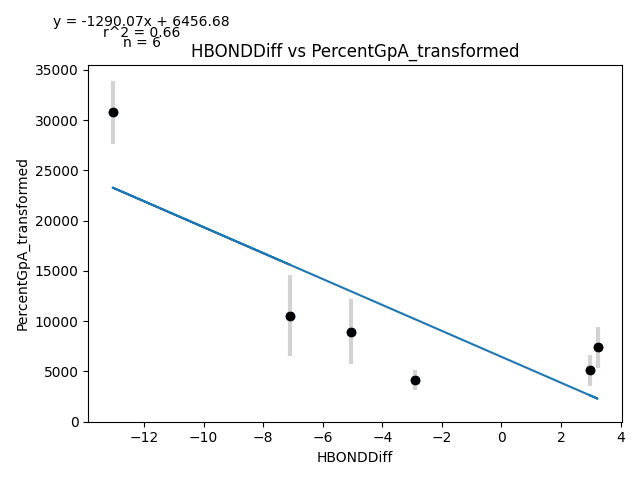 y = -1290.07x + 6456.68
r^2 = 0.66
n = 6
HBONDDiff vs PercentGpA_transformed
PercentGpA_transformed
35000
30000
25000
20000
15000
10000
5000
0
−12
−10
−8
−6
−4
−2
0
2
4
HBONDDiff